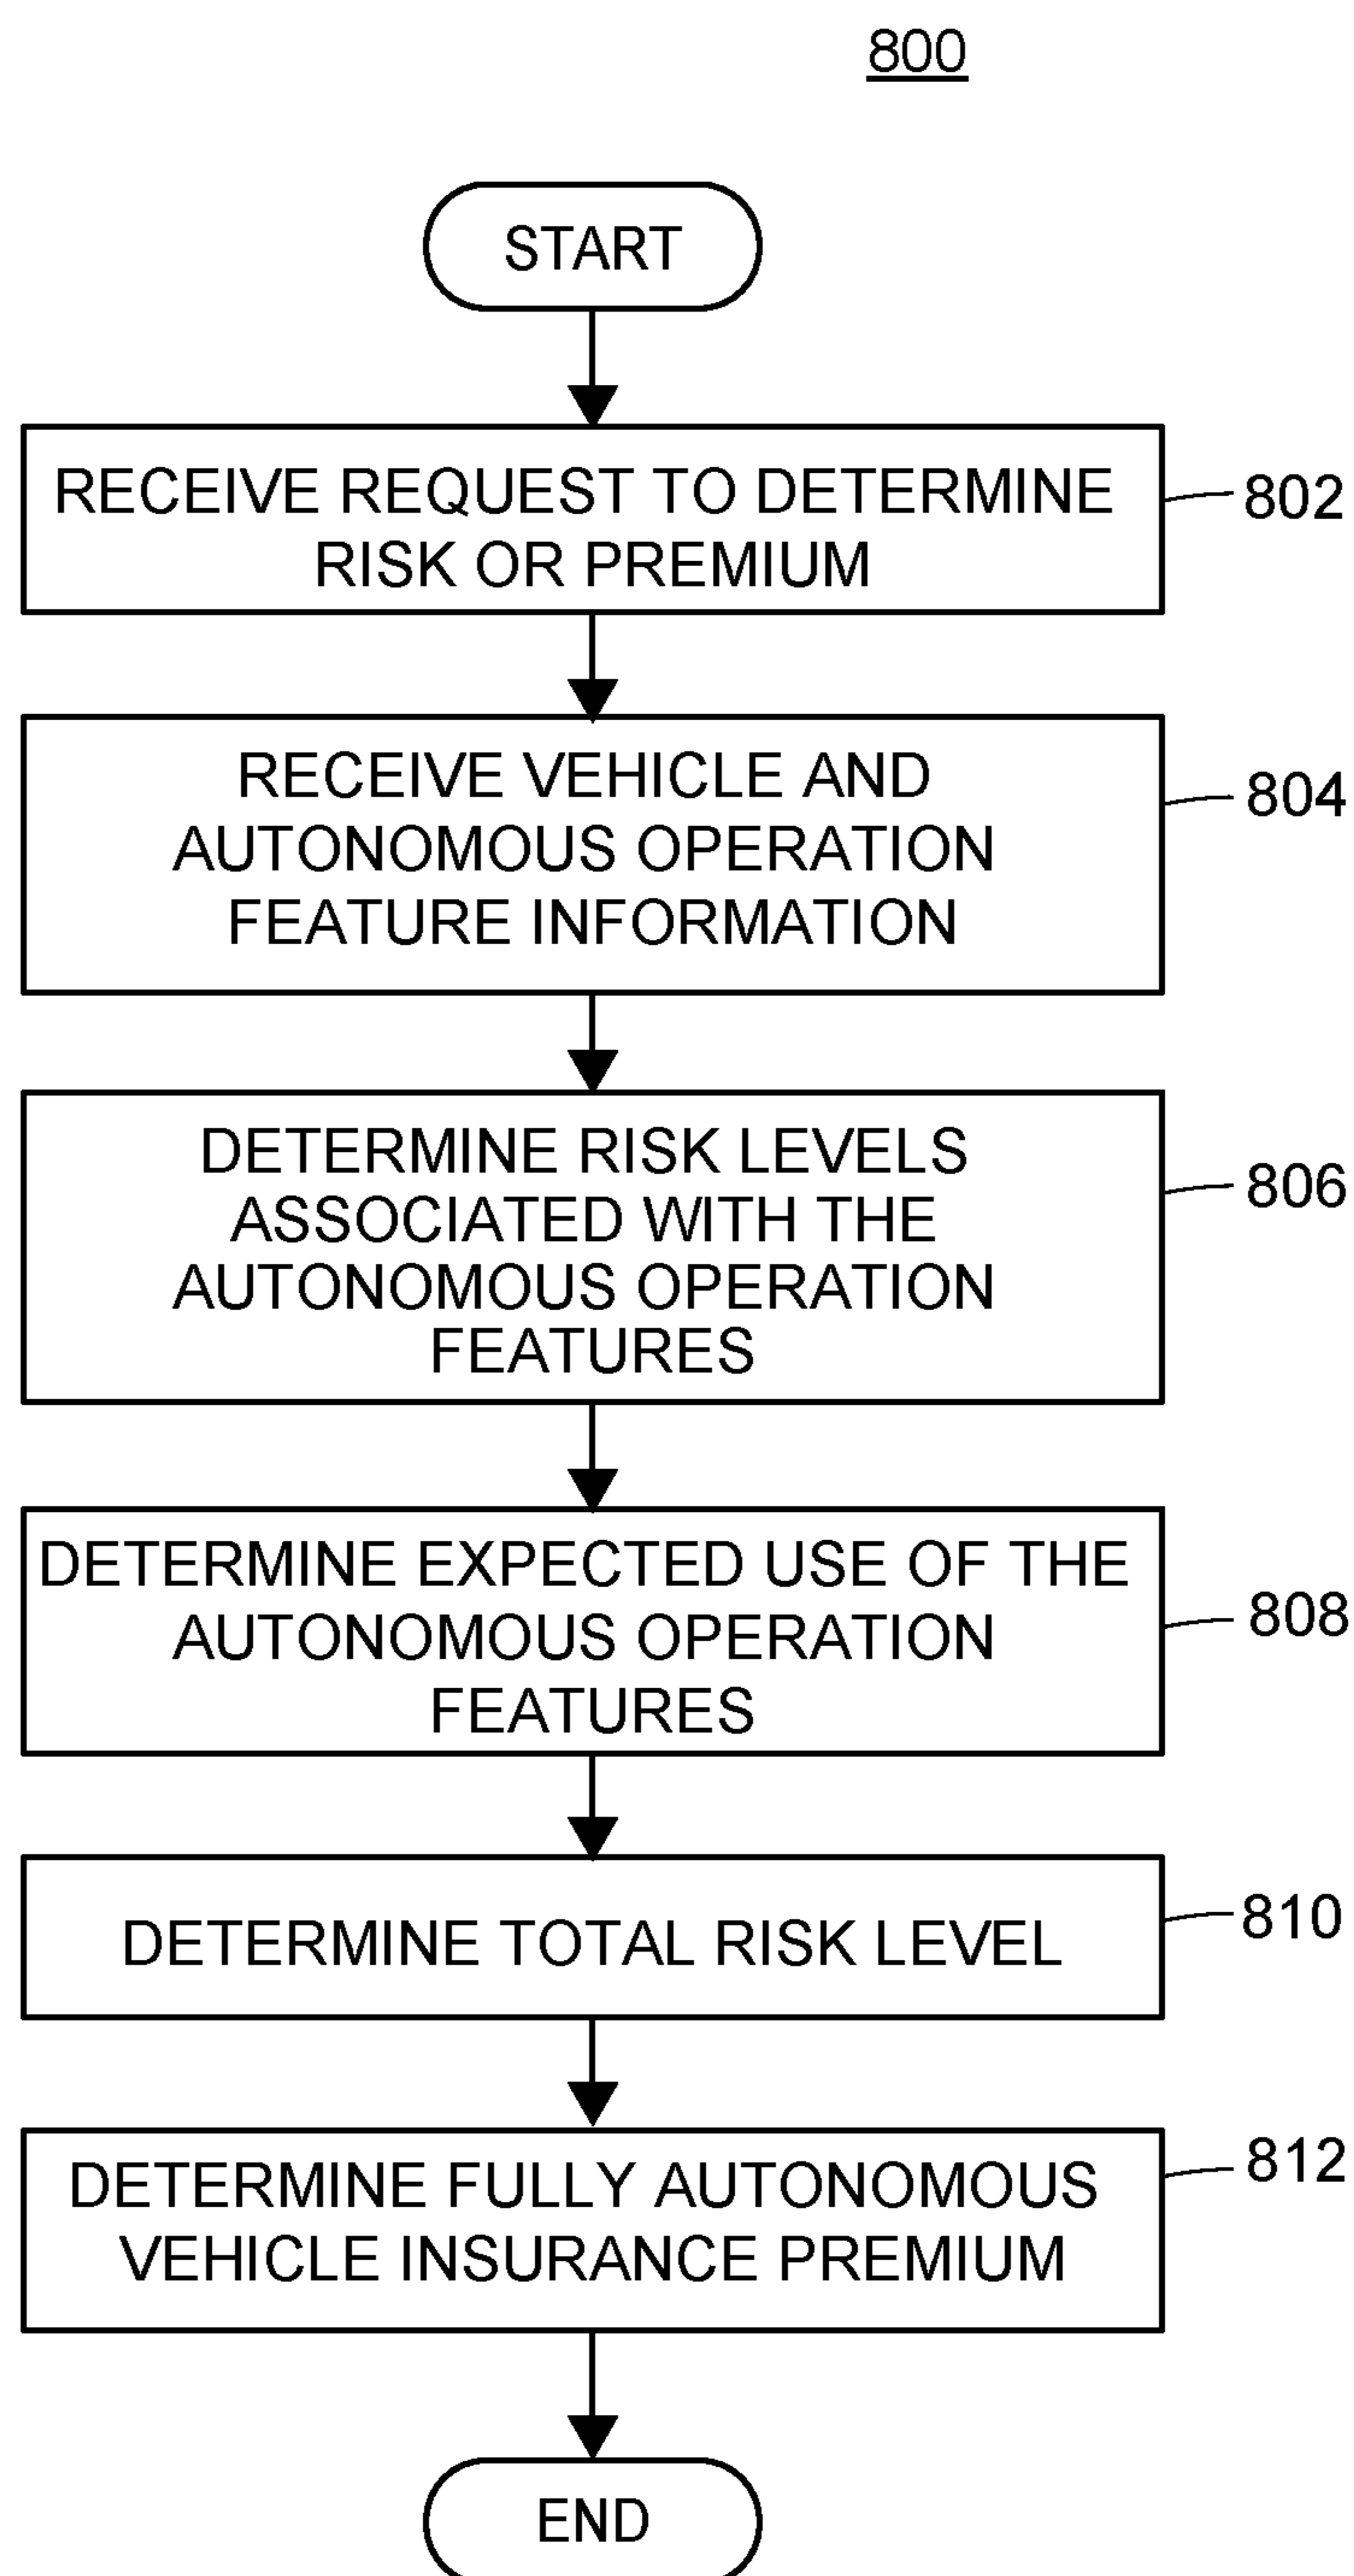 800
START
RECEIVE REQUEST TO DETERMINE
RISK OR PREMIUM
802
RECEIVE VEHICLE AND
AUTONOMOUS OPERATION
FEATURE INFORMATION
804
DETERMINE RISK LEVELS
ASSOCIATED WITH THE
AUTONOMOUS OPERATION
FEATURES
806
DETERMINE EXPECTED USE OF THE
AUTONOMOUS OPERATION
FEATURES
808
DETERMINE TOTAL RISK LEVEL
810
DETERMINE FULLY AUTONOMOUS
VEHICLE INSURANCE PREMIUM
812
END